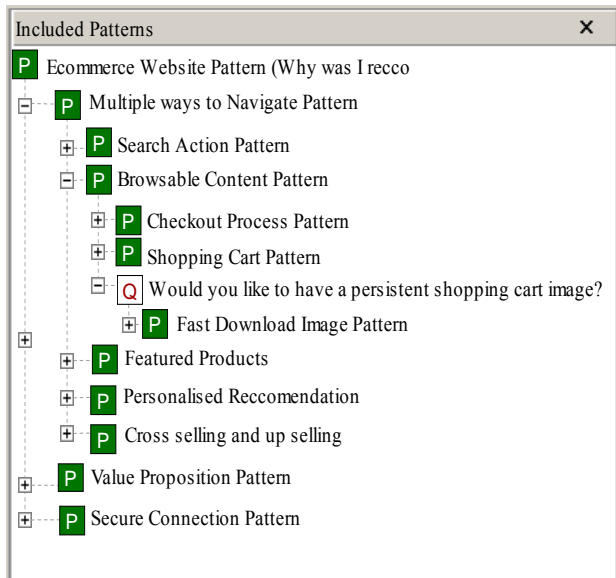 Included Patterns X
P Ecommerce Website Pattern (Why was I recco
P Multiple ways to Navigate Pattern
P Search Action Pattern
P Browsable Content Pattern
P Checkout Process Pattern
P Shopping Cart Pattern
Q Would you like to have a persistent shopping cart image?
P Fast Download Image Pattern
P Featured Products
P Personalised Reccomendation
P Cross selling and up selling
P Value Proposition Pattern
P Secure Connection Pattern